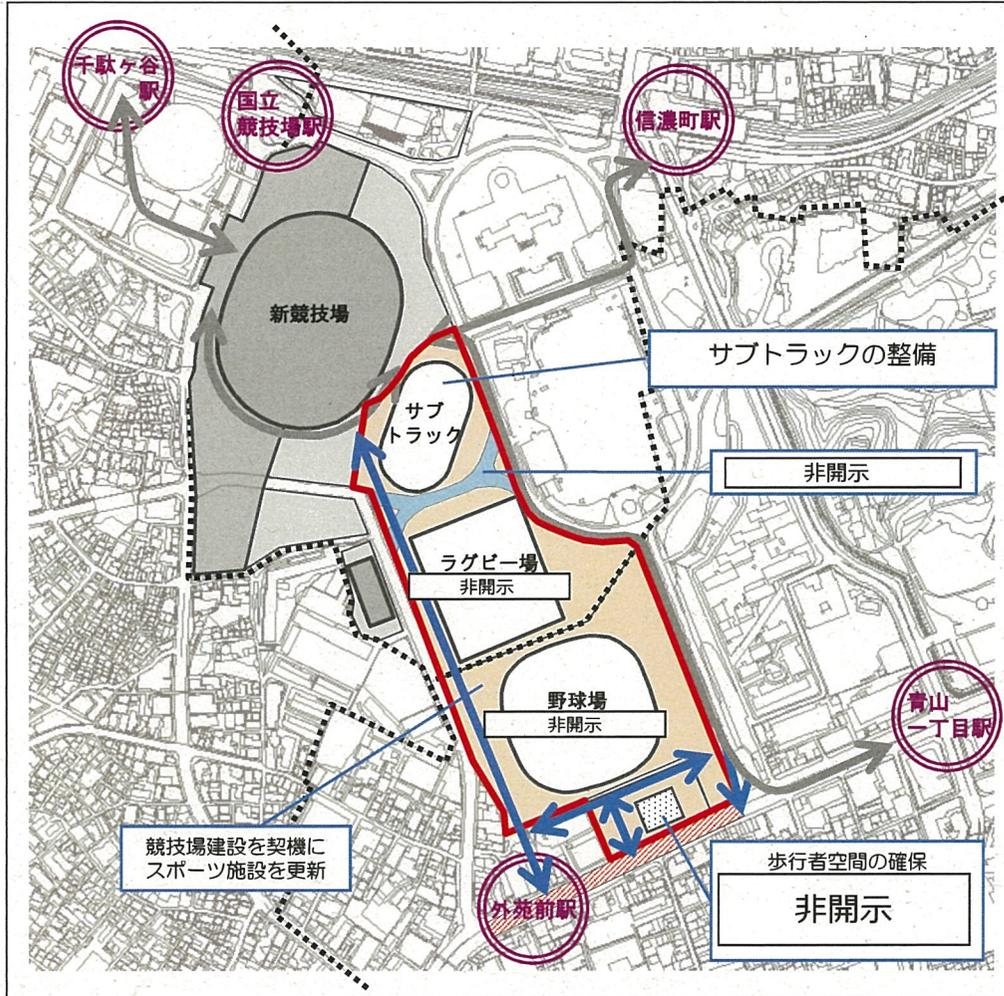 千駄ヶ谷
駅
国立
競技場駅
信濃町駅
新競技場
サブトラックの整備
サブ
トラック
非開示
ラグビー場
非開示
野球場
非開示
青山
一丁目駅
競技場建設を契機に
スポーツ施設を更新
歩行者空間の確保
非開示
外苑前駅